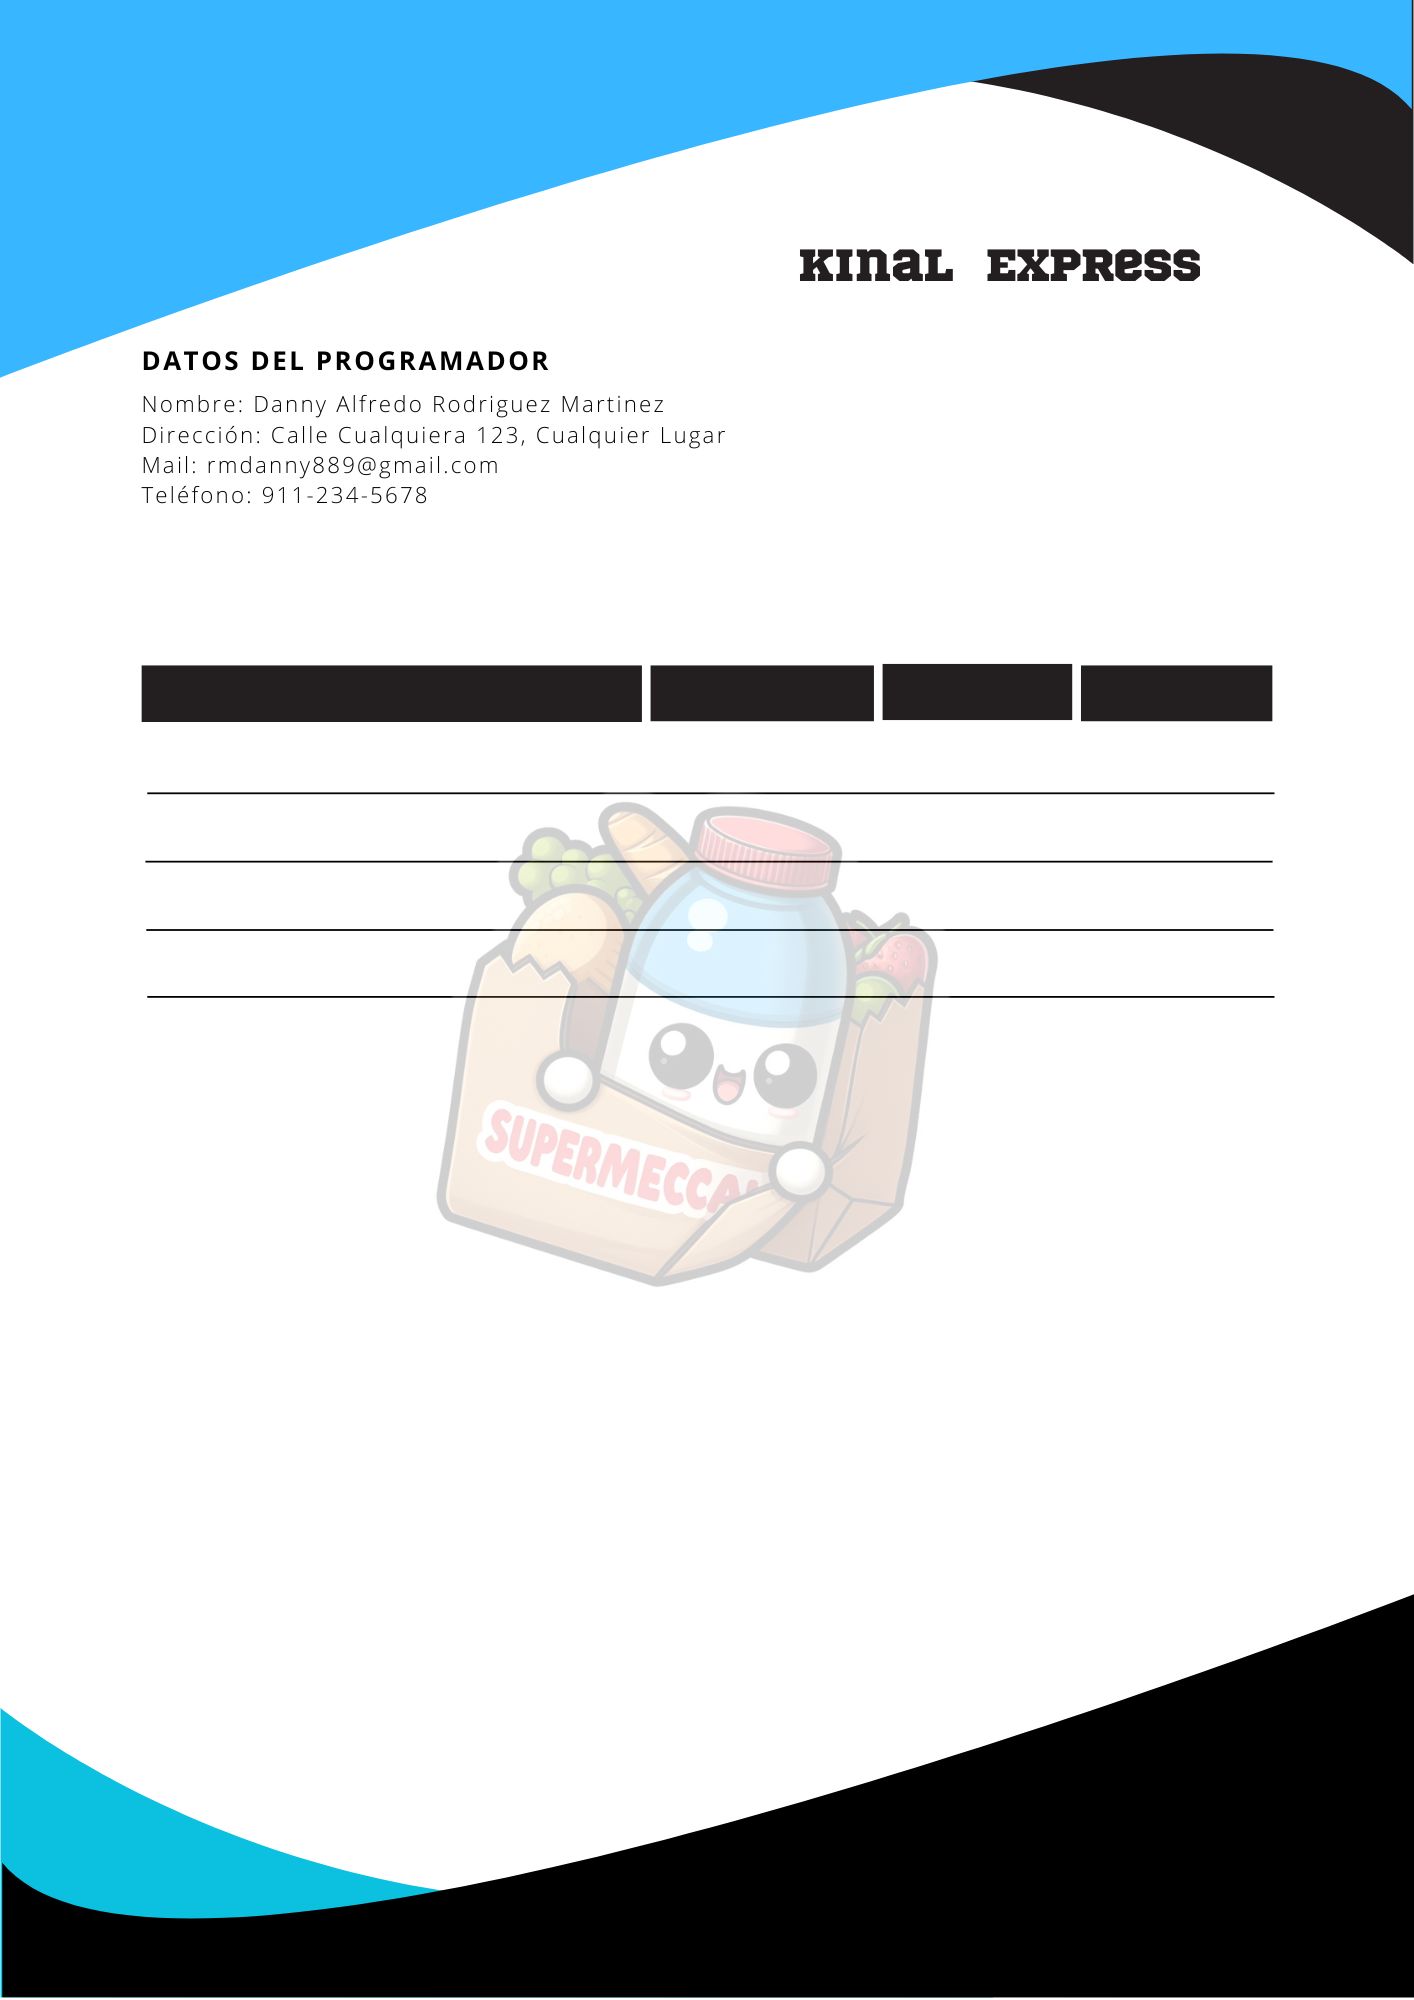 KINAL EXPRESS
DATOS DEL PROGRAMADOR
Nombre: Danny Alfredo Rodriguez Martinez
Dirección: Calle Cualquiera 123, Cualquier Lugar
Mail: rmdanny889@gmail.com
Teléfono: 911-234-5678